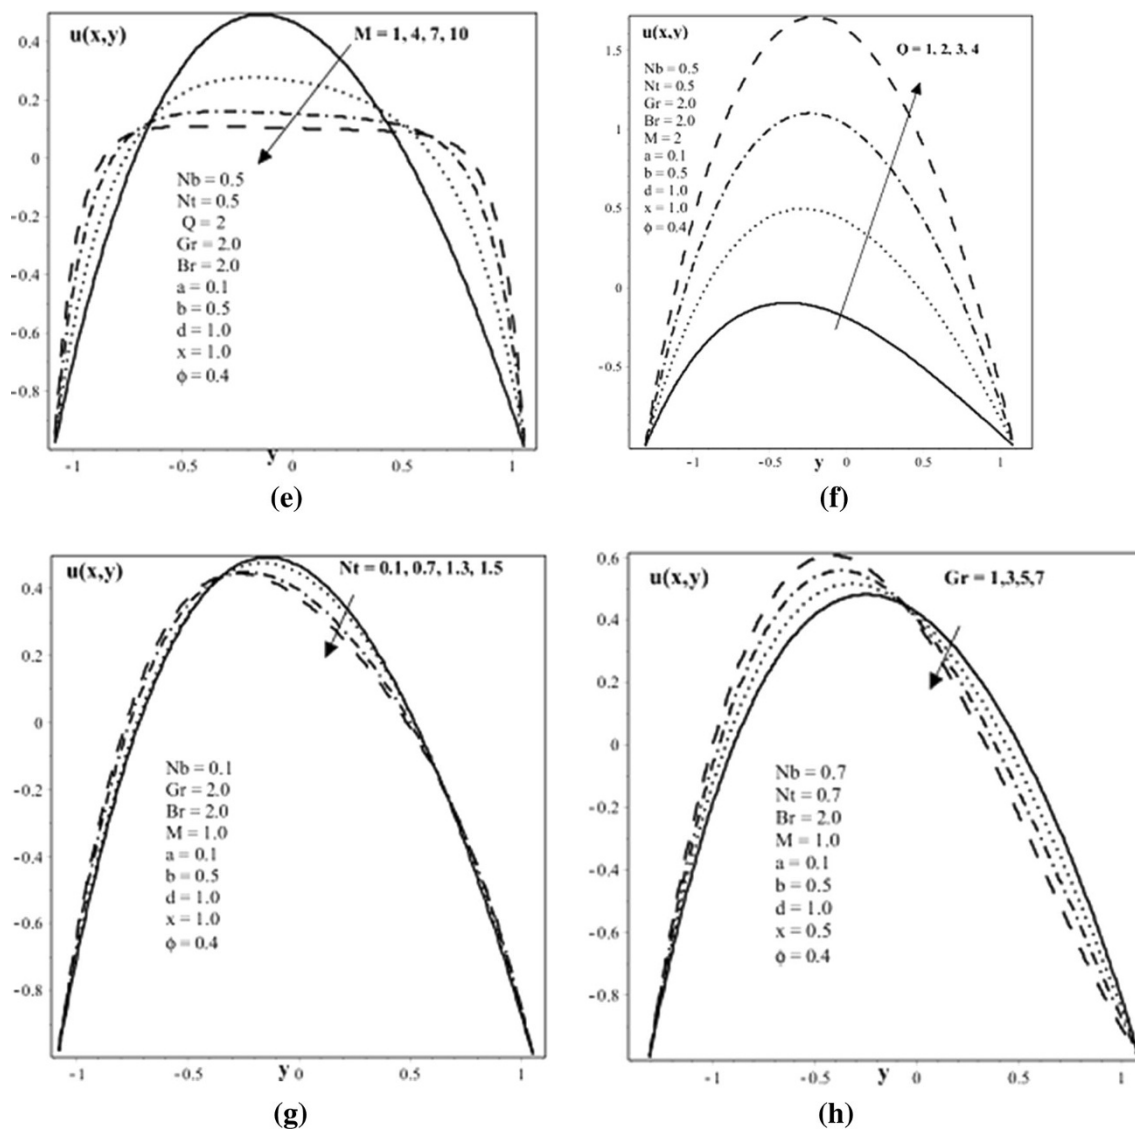 u(x,y)
M = 1, 4, 7, 10
0.4
0.2
0
-0.2
-0.4
-0.6
-0.8
Nb = 0.5
Nt = 0.5
Q = 2
Gr = 2.0
Br = 2.0
a = 0.1
b = 0.5
d = 1.0
x = 1.0
ϕ = 0.4
-1 -0.5 0 0.5 1
y
(e)
u(x,y)
Q = 1, 2, 3, 4
1.5
1
0.5
0
-0.5
Nb = 0.5
Nt = 0.5
Gr = 2.0
Br = 2.0
M = 2
a = 0.1
b = 0.5
d = 1.0
x = 1.0
ϕ = 0.4
-1 -0.5 0 0.5 1
y
(f)
u(x,y)
Nt = 0.1, 0.7, 1.3, 1.5
0.4
0.2
0
-0.2
-0.4
-0.6
-0.8
Nb = 0.1
Gr = 2.0
Br = 2.0
M = 1.0
a = 0.1
b = 0.5
d = 1.0
x = 1.0
ϕ = 0.4
-1 -0.5 0 0.5 1
y
(g)
u(x,y)
Gr = 1,3,5,7
0.6
0.4
0.2
0
-0.2
-0.4
-0.6
-0.8
Nb = 0.7
Nt = 0.7
Br = 2.0
M = 1.0
a = 0.1
b = 0.5
d = 1.0
x = 0.5
ϕ = 0.4
-1 -0.5 0 0.5 1
y
(h)